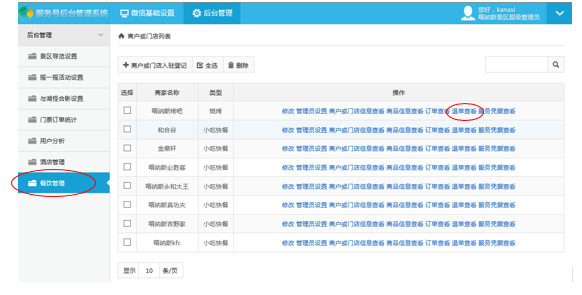 服务号后台管理系统 微信基础设置 后台管理 您好，kanasi
喀纳斯景区超级管理员
后台管理
景区导览设置
摇一摇活动设置
与湖怪合影设置
门票订单统计
用户分析
酒店管理
餐饮管理
商户或门店列表
商户或门店入驻登记 全选 删除
选择 商家名称 类型 操作
喀纳斯烤吧 烧烤 修改 管理员设置 商户或门店信息查看 商品信息查看 订单查看 退单查看 服务凭据查看
和合谷 小吃快餐 修改 管理员设置 商户或门店信息查看 商品信息查看 订单查看 退单查看 服务凭据查看
金鼎轩 小吃快餐 修改 管理员设置 商户或门店信息查看 商品信息查看 订单查看 退单查看 服务凭据查看
喀纳斯必胜客 小吃快餐 修改 管理员设置 商户或门店信息查看 商品信息查看 订单查看 退单查看 服务凭据查看
喀纳斯永和大王 小吃快餐 修改 管理员设置 商户或门店信息查看 商品信息查看 订单查看 退单查看 服务凭据查看
喀纳斯真功夫 小吃快餐 修改 管理员设置 商户或门店信息查看 商品信息查看 订单查看 退单查看 服务凭据查看
喀纳斯吉野家 小吃快餐 修改 管理员设置 商户或门店信息查看 商品信息查看 订单查看 退单查看 服务凭据查看
喀纳斯kfc 小吃快餐 修改 管理员设置 商户或门店信息查看 商品信息查看 订单查看 退单查看 服务凭据查看
显示 10 条/页